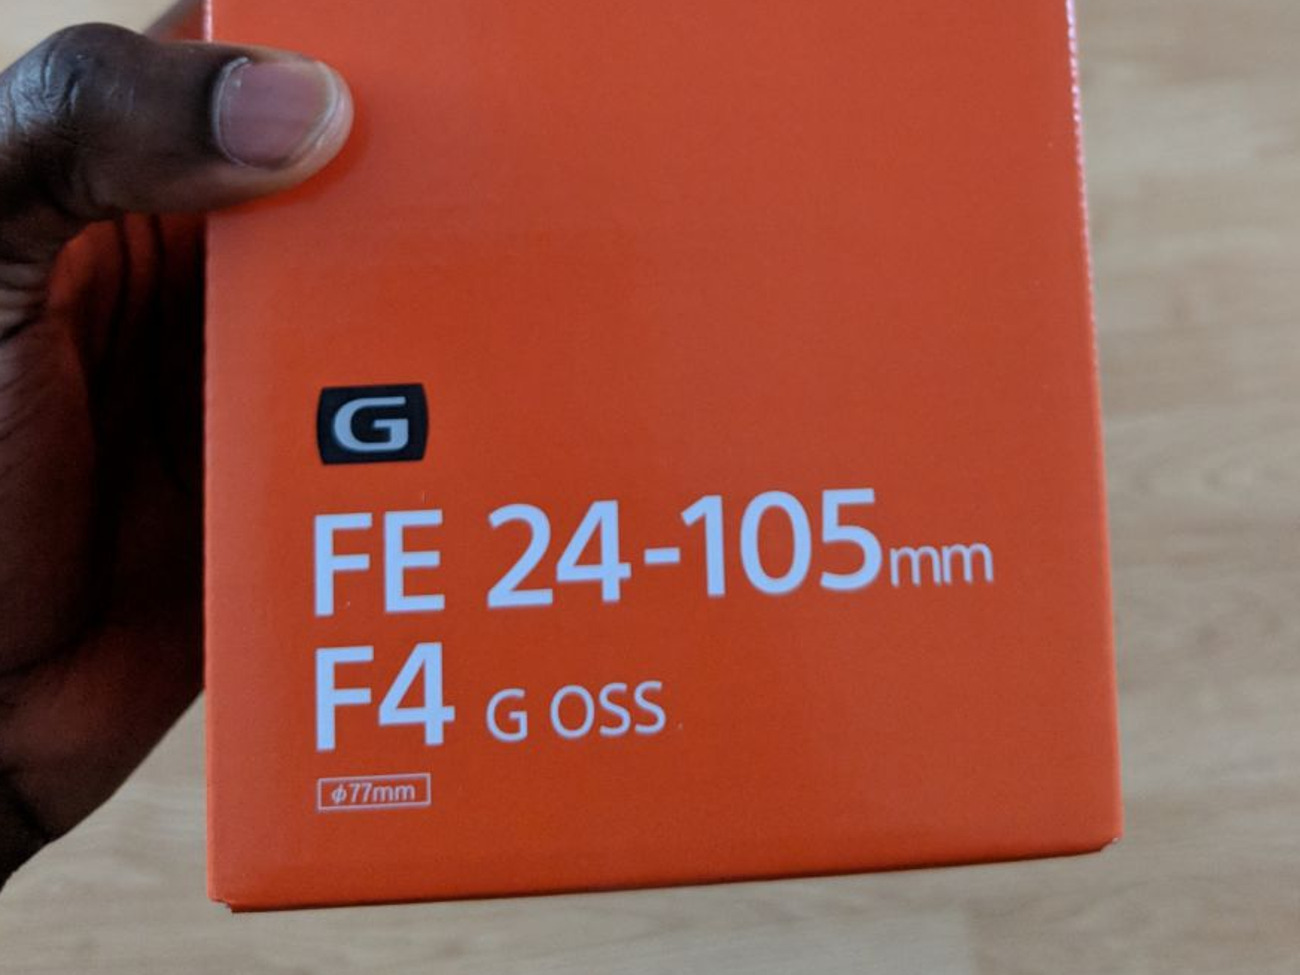 G
FE 24-105mm
F4 G OSS
ϕ77mm